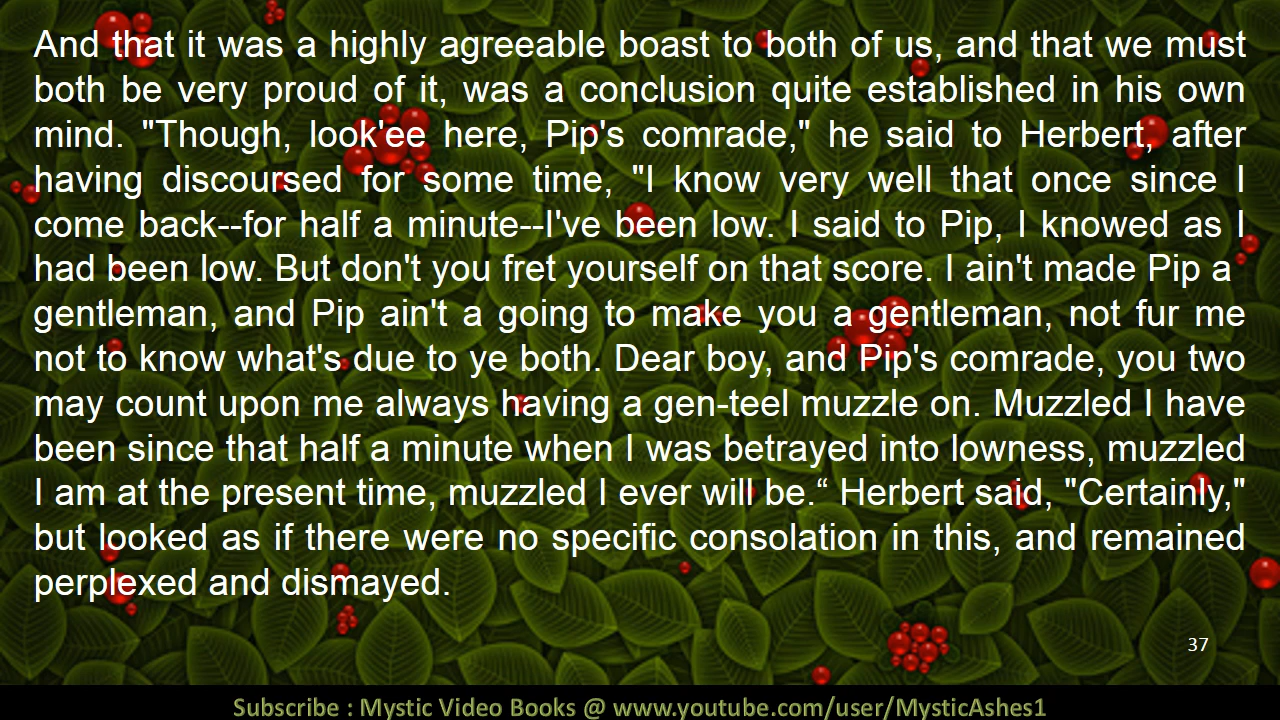 And that it was a highly agreeable boast to both of us, and that we must
both be very proud of it, was a conclusion quite established in his own
mind. "Though, look'ee here, Pip's comrade," he said to Herbert, after
having discoursed for some time, "I know very well that once since I
come back--for half a minute--I've been low. I said to Pip, I knowed as I
had been low. But don't you fret yourself on that score. I ain't made Pip a
gentleman, and Pip ain't a going to make you a gentleman, not fur me
not to know what's due to ye both. Dear boy, and Pip's comrade, you two
may count upon me always having a gen-teel muzzle on. Muzzled I have
been since that half a minute when I was betrayed into lowness, muzzled
I am at the present time, muzzled I ever will be.“ Herbert said, "Certainly,"
but looked as if there were no specific consolation in this, and remained
perplexed and dismayed.
37
Subscribe : Mystic Video Books @ www.youtube.com/user/MysticAshes1